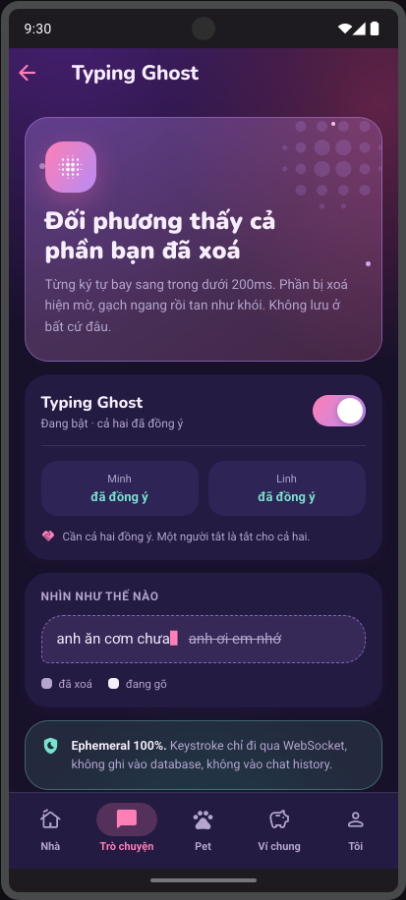 9:30
Typing Ghost
Đối phương thấy cả
phần bạn đã xoá
Từng ký tự bay sang trong dưới 200ms. Phần bị xoá
hiện mờ, gạch ngang rồi tan như khói. Không lưu ở
bất cứ đâu.
Typing Ghost
Đang bật · cả hai đã đồng ý
Minh
đã đồng ý
Linh
đã đồng ý
Cần cả hai đồng ý. Một người tắt là tắt cho cả hai.
NHÌN NHƯ THẾ NÀO
anh ăn cơm chưa anh ơi em nhớ
đã xoá đang gõ
Ephemeral 100%. Keystroke chỉ đi qua WebSocket,
không ghi vào database, không vào chat history.
Nhà Trò chuyện Pet Ví chung Tôi